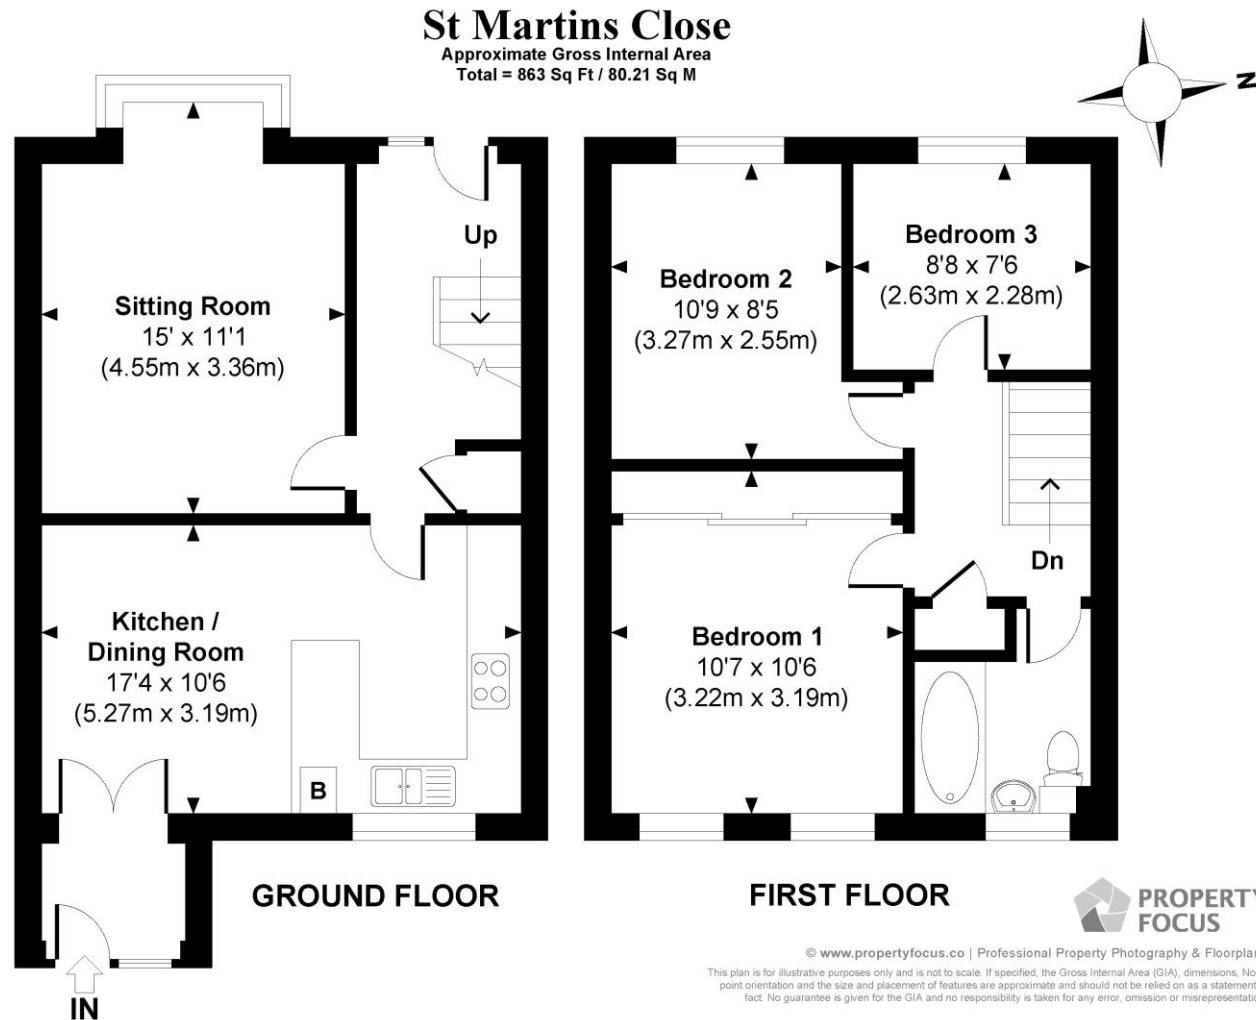 St Martins Close
Approximate Gross Internal Area
Total = 863 Sq Ft / 80.21 Sq M
N
Sitting Room
15' x 11'1
(4.55m x 3.36m)
Up
Kitchen /
Dining Room
17'4 x 10'6
(5.27m x 3.19m)
B
IN
GROUND FLOOR
Bedroom 2
10'9 x 8'5
(3.27m x 2.55m)
Bedroom 3
8'8 x 7'6
(2.63m x 2.28m)
Dn
Bedroom 1
10'7 x 10'6
(3.22m x 3.19m)
FIRST FLOOR
PROPERTY
FOCUS
© www.propertyfocus.co | Professional Property Photography & Floorplan
This plan is for illustrative purposes only and is not to scale. If specified, the Gross Internal Area (GIA), dimensions, No
point orientation and the size and placement of features are approximate and should not be relied on as a statement
fact. No guarantee is given for the GIA and no responsibility is taken for any error, omission or misrepresentatio